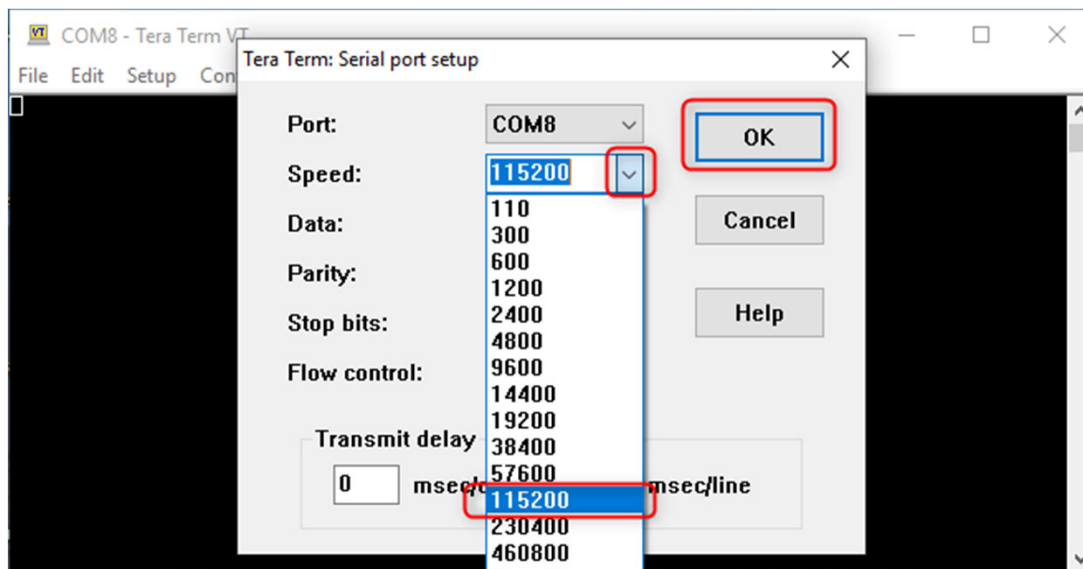 COM8 - Tera Term VT
File Edit Setup Con
Tera Term: Serial port setup
Port: COM8 OK
Speed: 115200
Data: Cancel
Parity:
Stop bits: Help
Flow control:
110
300
600
1200
2400
4800
9600
14400
19200
38400
57600
115200
230400
460800
Transmit delay
0 msec/c msec/line